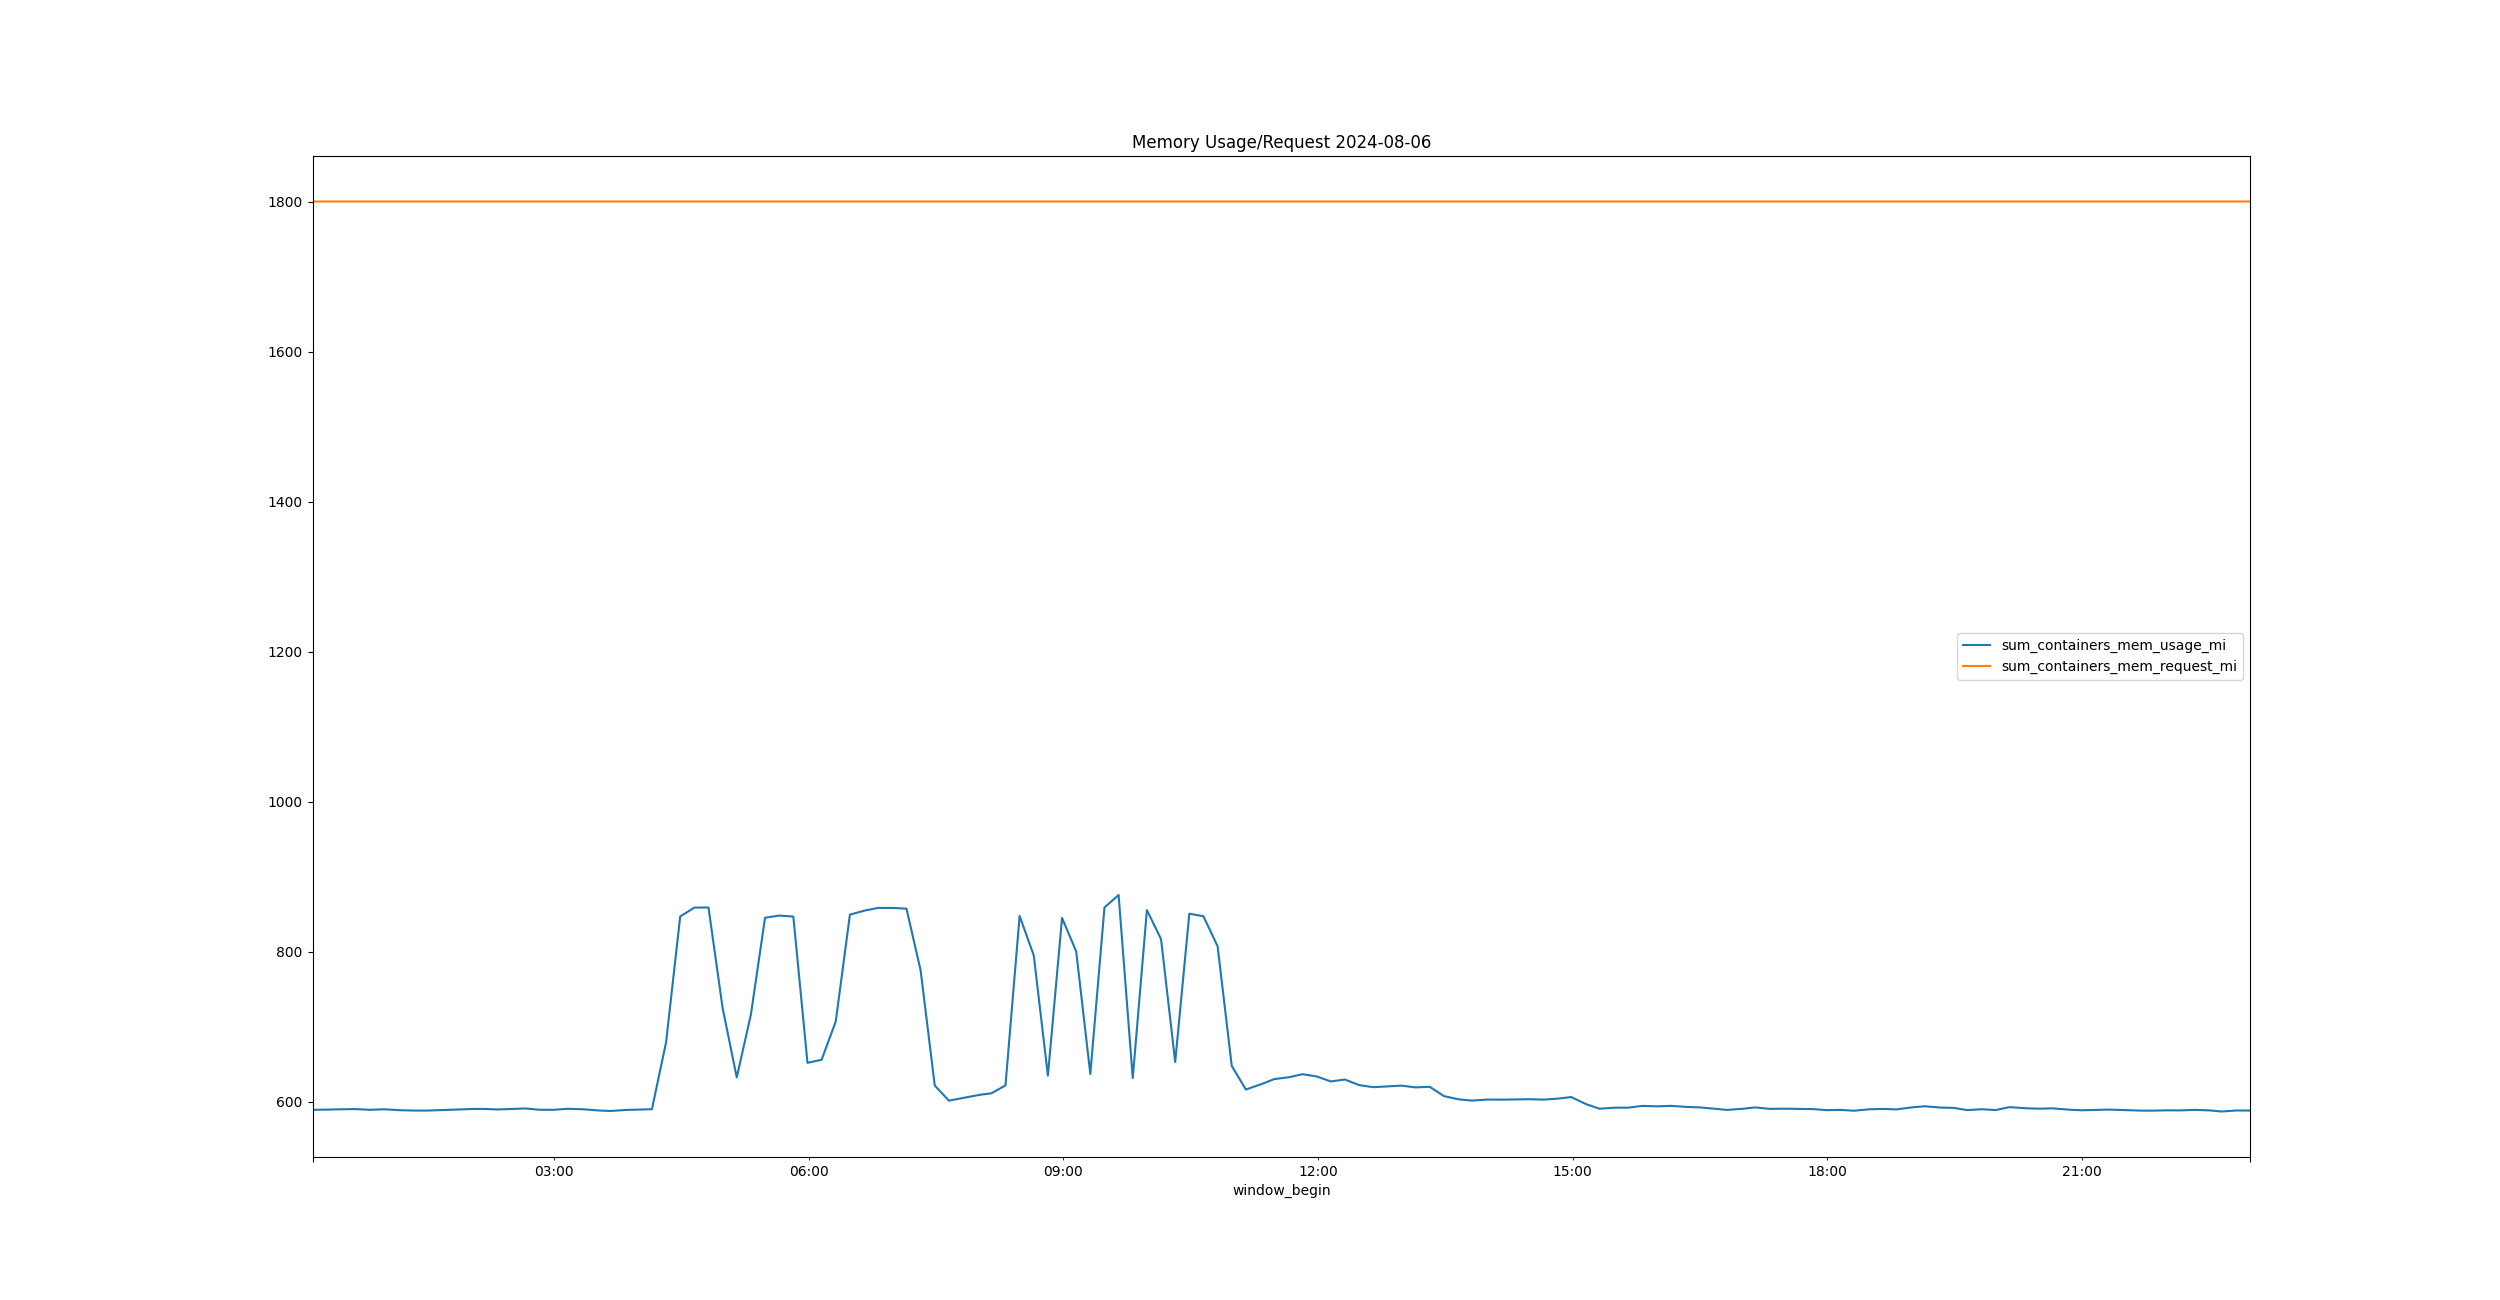 Memory Usage/Request 2024-08-06
1800
1600
1400
1200
1000
800
600
sum_containers_mem_usage_mi
sum_containers_mem_request_mi
03:00 06:00 09:00 12:00 15:00 18:00 21:00
window_begin